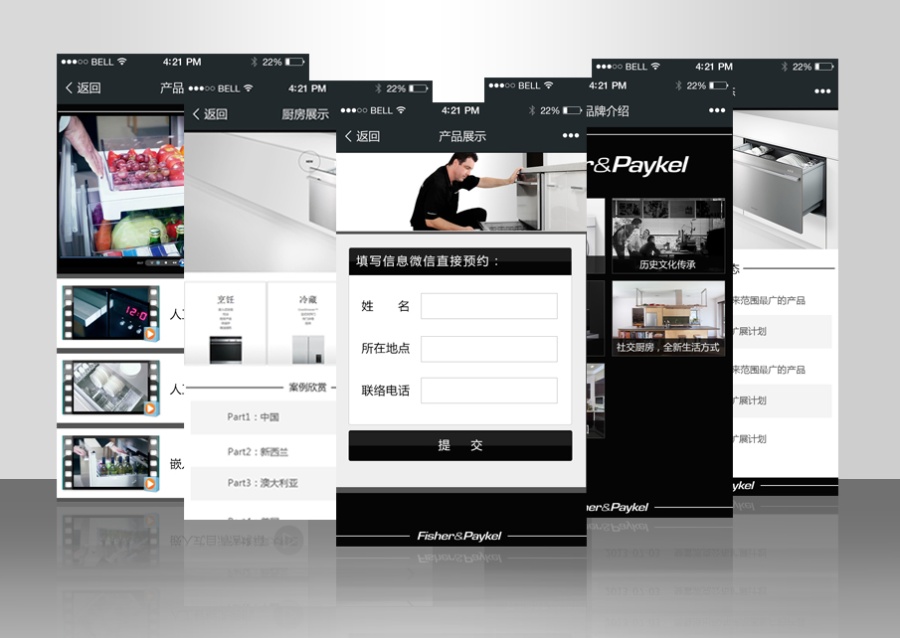 BELL 4:21 PM 22%
返回 产品
人
人
嵌
BELL 4:21 PM 22%
返回 厨房展示
烹饪 冷藏
案例欣赏
Part1：中国
Part2：新西兰
Part3：澳大利亚
BELL 4:21 PM 22%
返回 产品展示
填写信息微信直接预约：
姓 名
所在地点
联络电话
提 交
Fisher&Paykel
BELL 4:21 PM 22%
品牌介绍
r&Paykel
历史文化传承
社交厨房，全新生活方式
er&Paykel
BELL 4:21 PM 22%
态
来范围最广的产品
扩展计划
来范围最广的产品
扩展计划
扩展计划
aykel